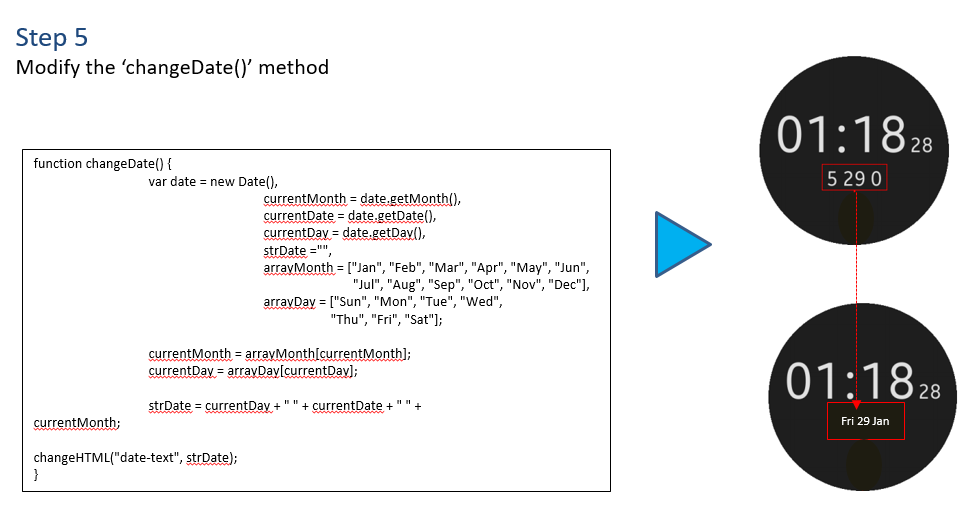 Step 5
Modify the ‘changeDate()’ method
function changeDate() {
var date = new Date(),
currentMonth = date.getMonth(),
currentDate = date.getDate(),
currentDay = date.getDay(),
strDate ="",
arrayMonth = ["Jan", "Feb", "Mar", "Apr", "May", "Jun",
"Jul", "Aug", "Sep", "Oct", "Nov", "Dec"],
arrayDay = ["Sun", "Mon", "Tue", "Wed",
"Thu", "Fri", "Sat"];
currentMonth = arrayMonth[currentMonth];
currentDay = arrayDay[currentDay];
strDate = currentDay + " " + currentDate + " " +
currentMonth;
changeHTML("date-text", strDate);
}
01:18 28
5 29 0
01:18 28
Fri 29 Jan